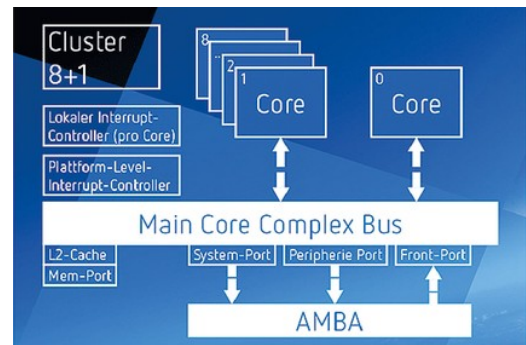 Cluster
8+1
8
..
2
1
Core
0
Core
Lokaler Interrupt-
Controller (pro Core)
Plattform-Level-
Interrupt-Controller
Main Core Complex Bus
L2-Cache
System-Port
Peripherie Port
Front-Port
Mem-Port
AMBA